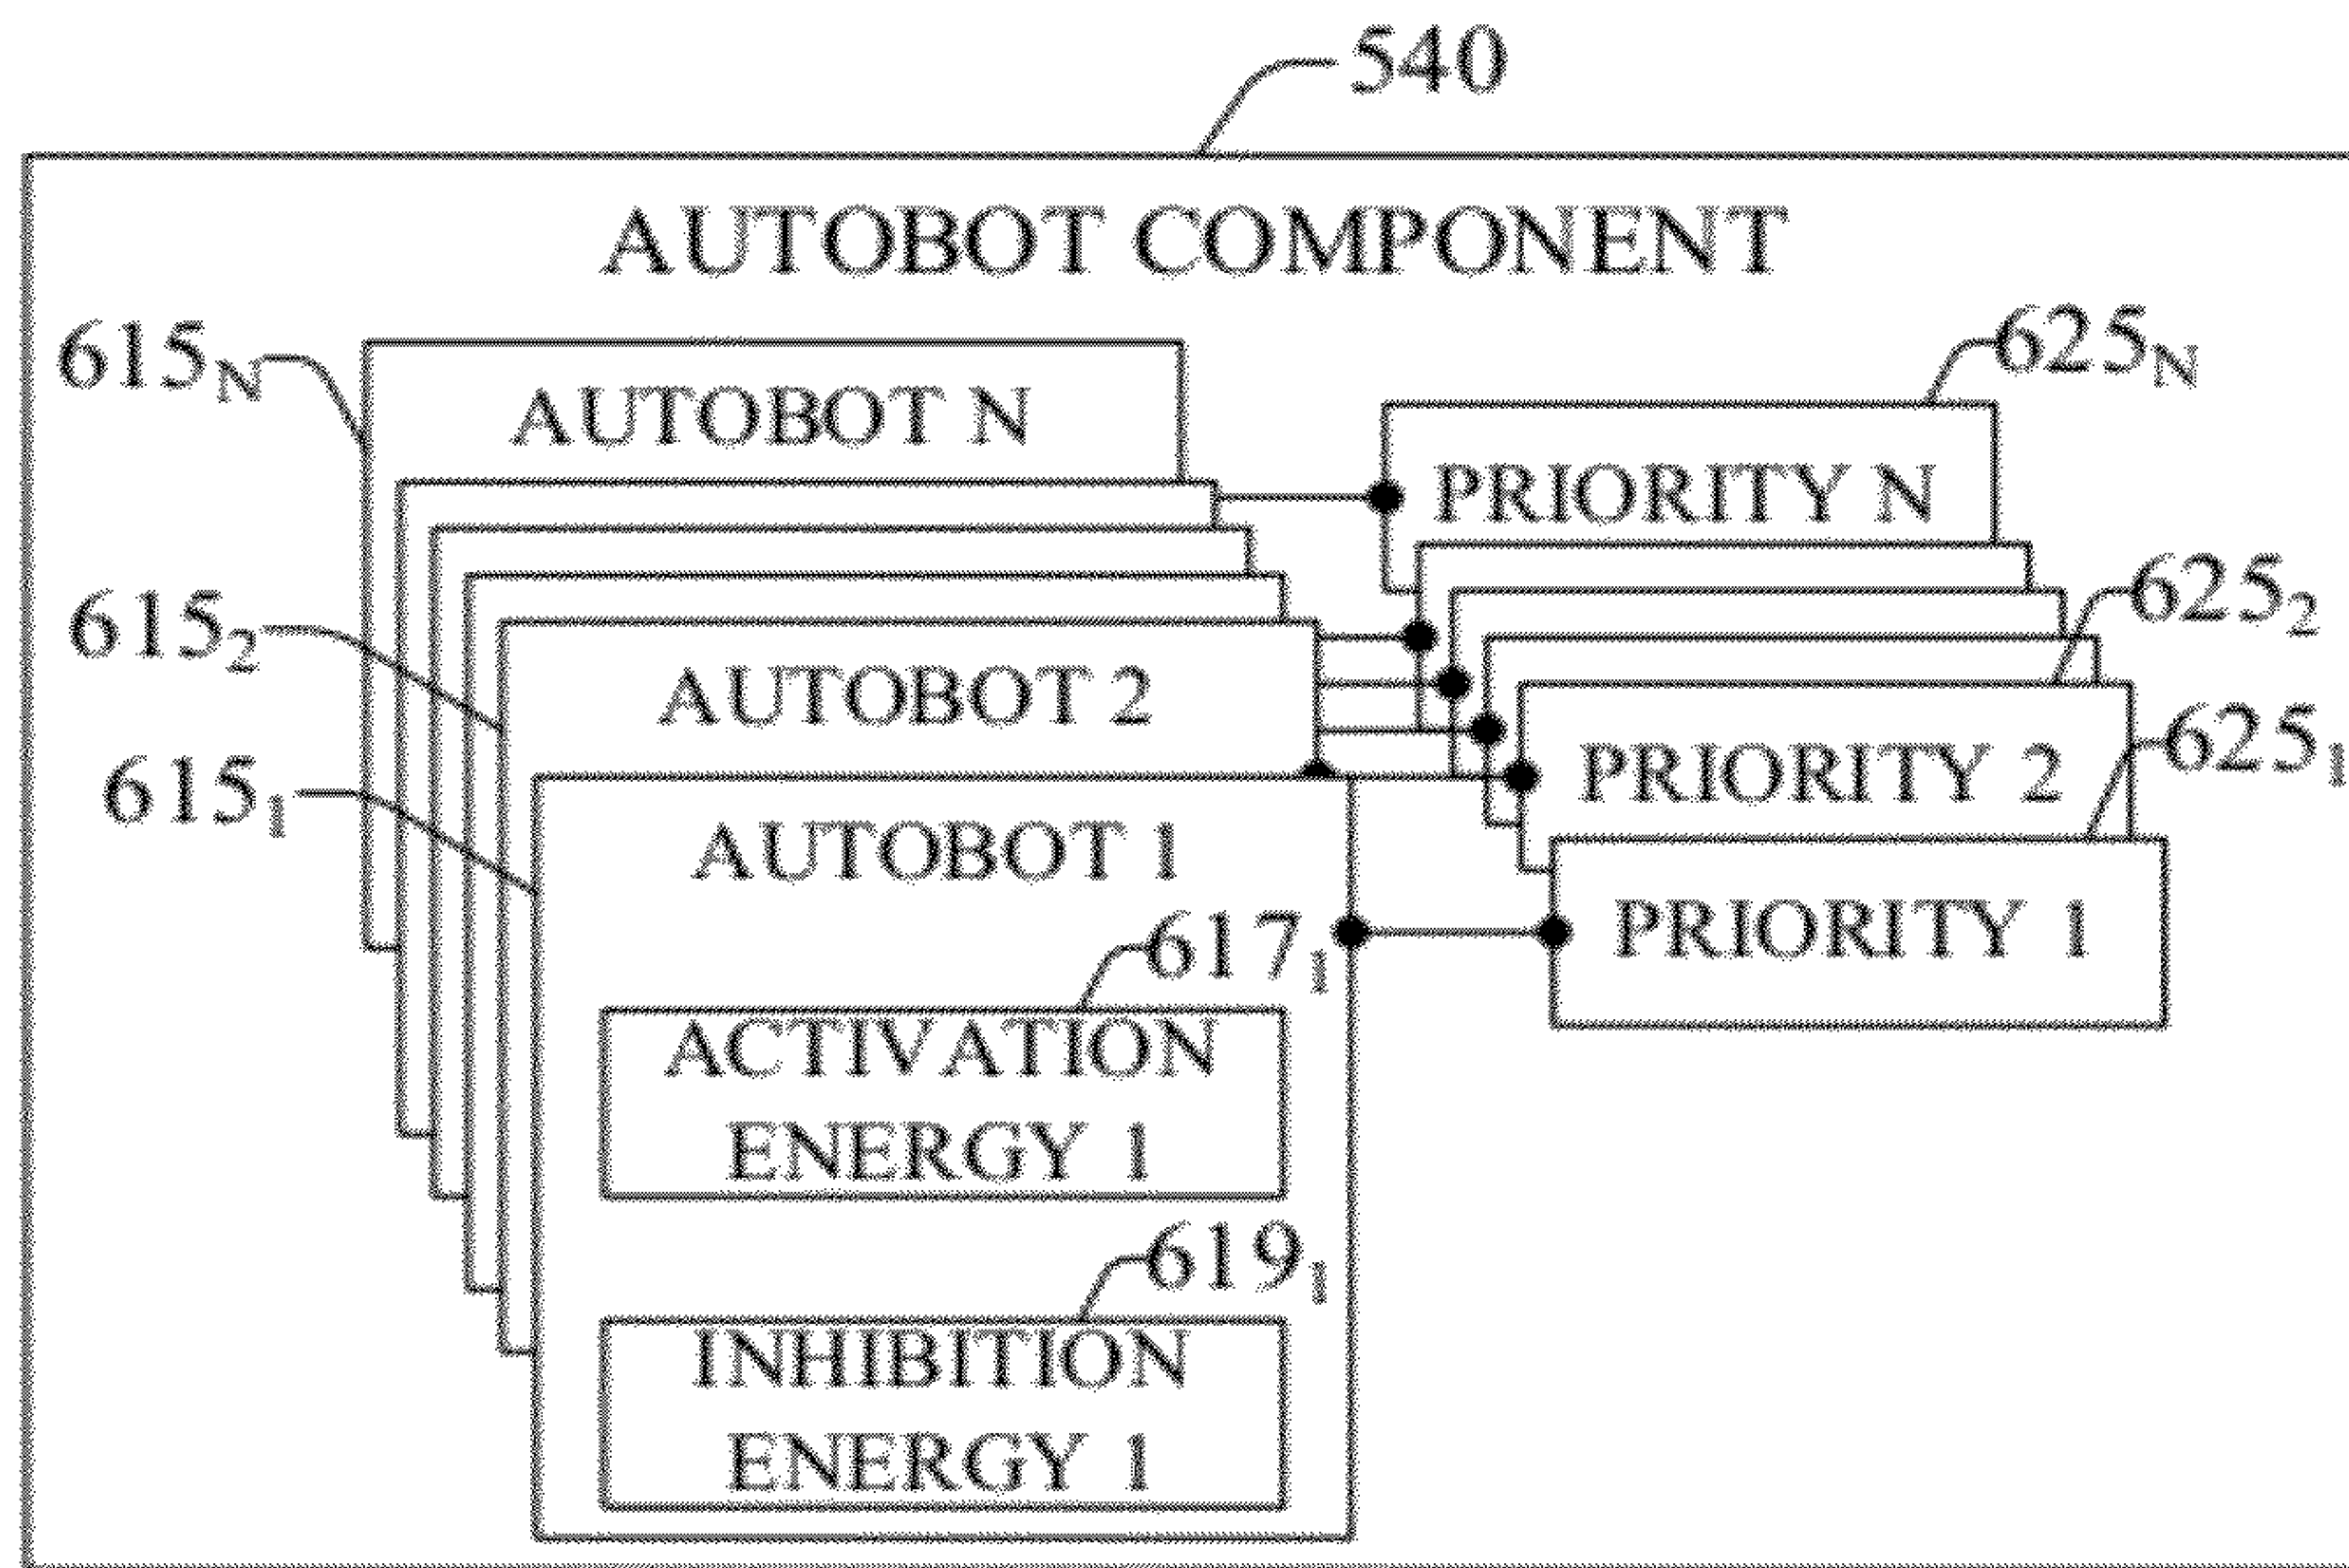 540
AUTOBOT COMPONENT
615N
AUTOBOT N
625N
PRIORITY N
6152
AUTOBOT 2
6252
PRIORITY 2
6151
AUTOBOT 1
6251
PRIORITY 1
6171
ACTIVATION
ENERGY 1
6191
INHIBITION
ENERGY 1